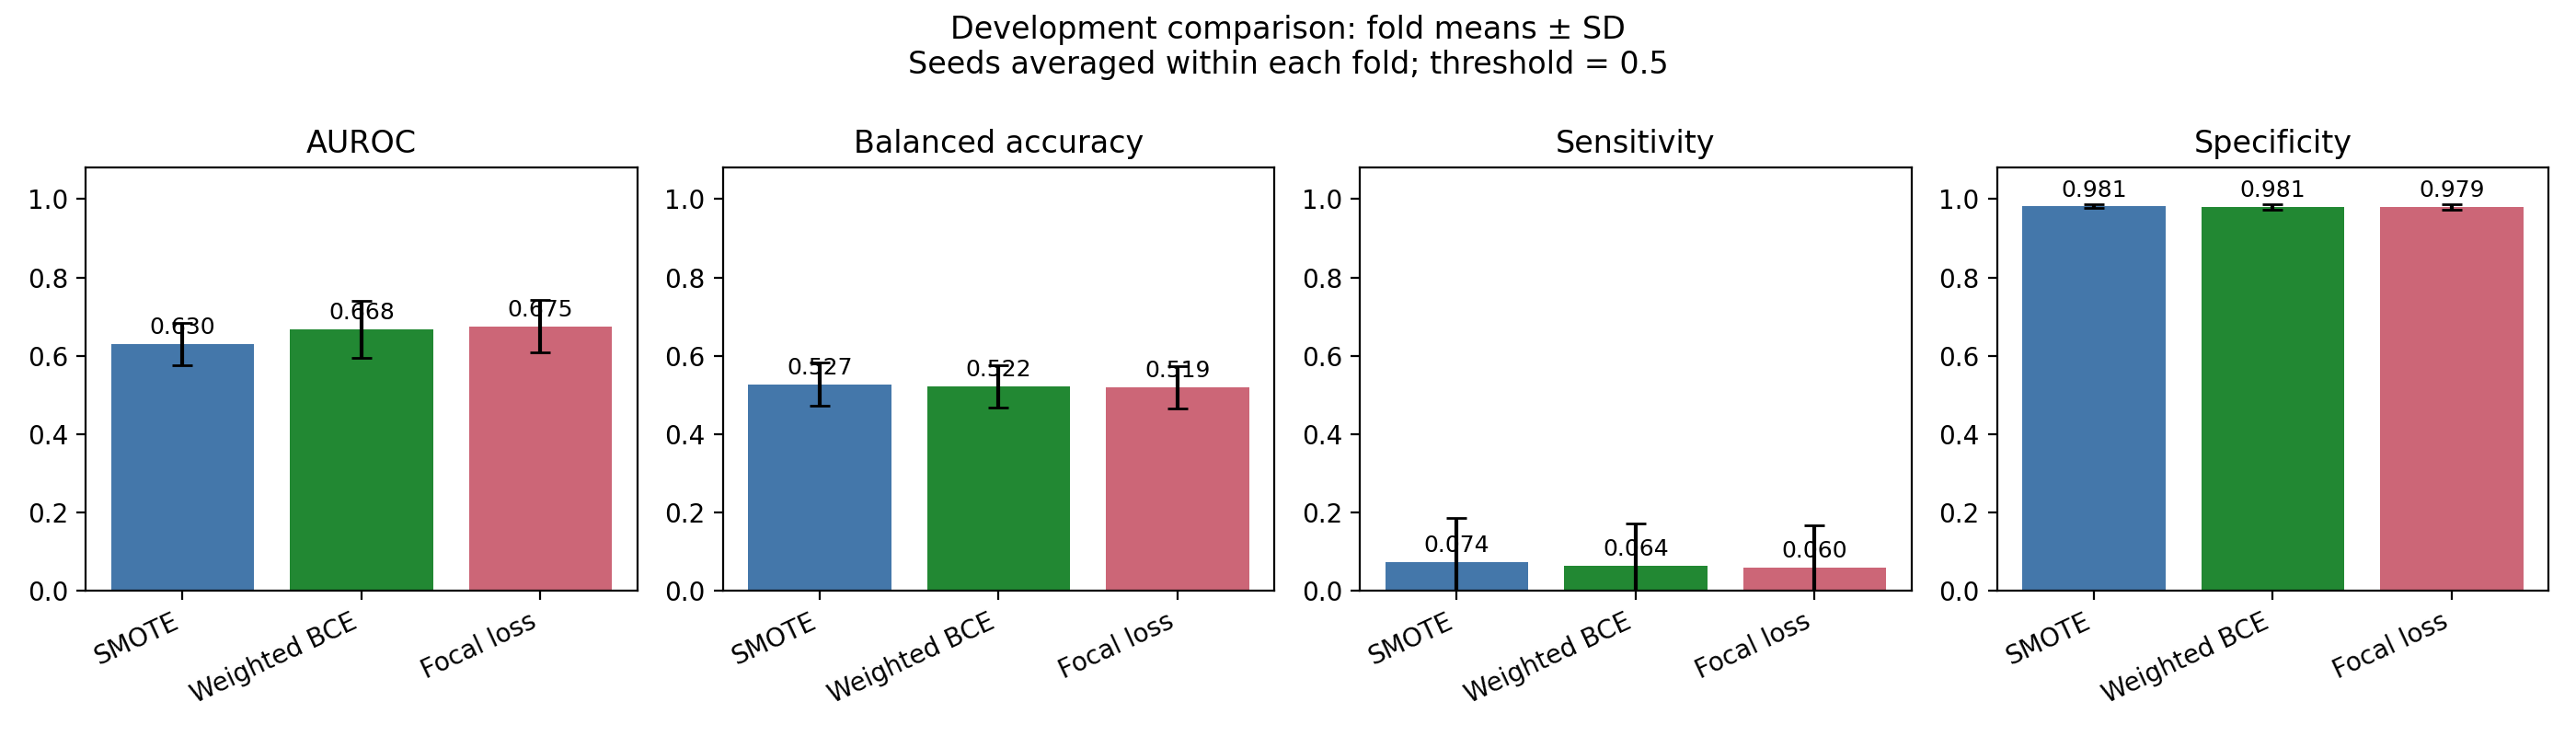 Development comparison: fold means ± SD
Seeds averaged within each fold; threshold = 0.5
AUROC
1.0
0.8
0.6
0.4
0.2
0.0
0.630
0.668
0.675
SMOTE
Weighted BCE
Focal loss
Balanced accuracy
1.0
0.8
0.6
0.4
0.2
0.0
0.527
0.522
0.519
SMOTE
Weighted BCE
Focal loss
Sensitivity
1.0
0.8
0.6
0.4
0.2
0.0
0.074
0.064
0.060
SMOTE
Weighted BCE
Focal loss
Specificity
1.0
0.8
0.6
0.4
0.2
0.0
0.981
0.981
0.979
SMOTE
Weighted BCE
Focal loss